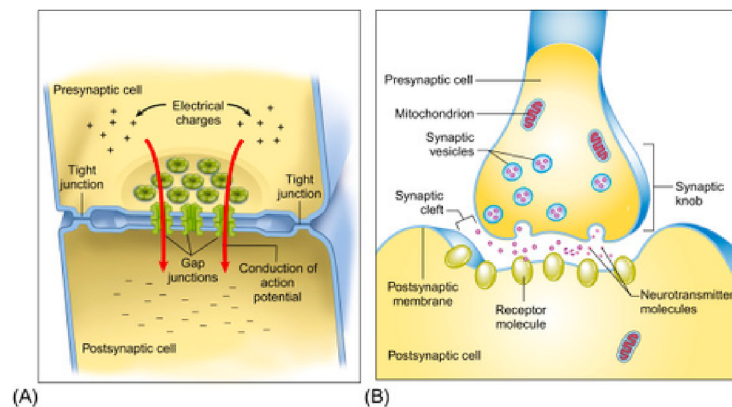 Presynaptic cell
Electrical
charges
Tight
junction
Tight
junction
Gap
junctions
Conduction of
action
potential
Postsynaptic cell
(A)
Presynaptic cell
Mitochondrion
Synaptic
vesicles
Synaptic
cleft
Synaptic
knob
Postsynaptic
membrane
Receptor
molecule
Neurotransmitter
molecules
Postsynaptic cell
(B)